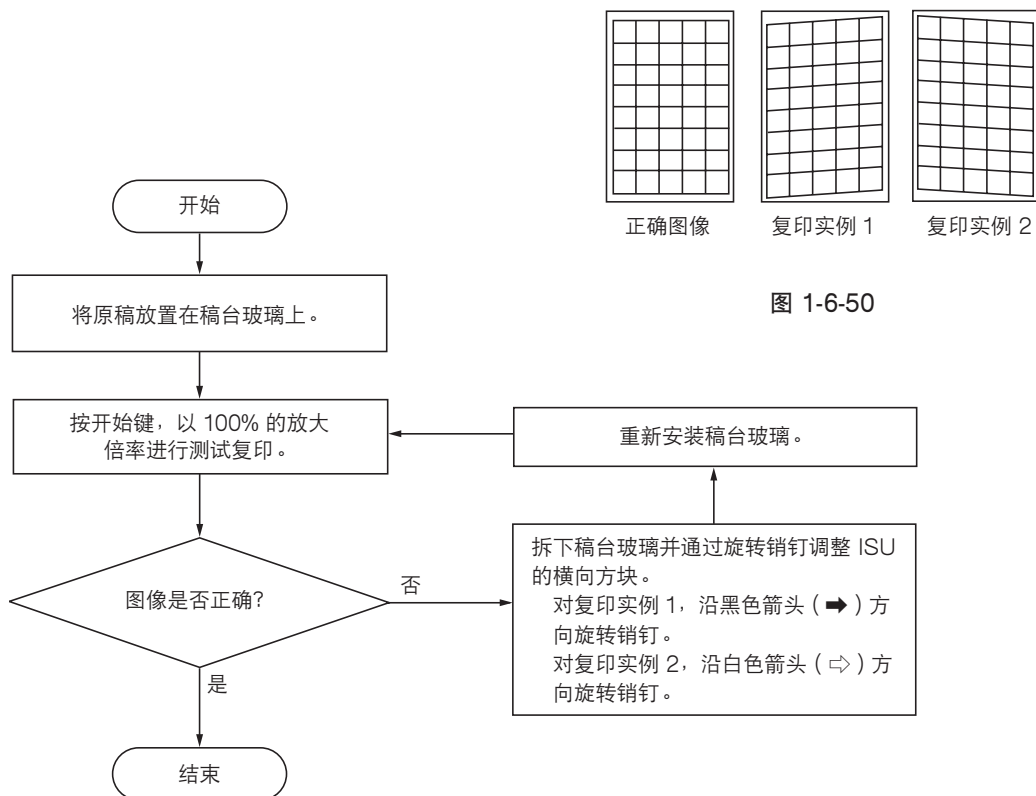 正确图像
复印实例 1
复印实例 2
图 1-6-50
开始
将原稿放置在稿台玻璃上。
按开始键，以 100% 的放大
倍率进行测试复印。
重新安装稿台玻璃。
图像是否正确?
否
拆下稿台玻璃并通过旋转销钉调整 ISU
的横向方块。
对复印实例 1，沿黑色箭头（➡）方
向旋转销钉。
对复印实例 2，沿白色箭头（⇨）方
向旋转销钉。
是
结束